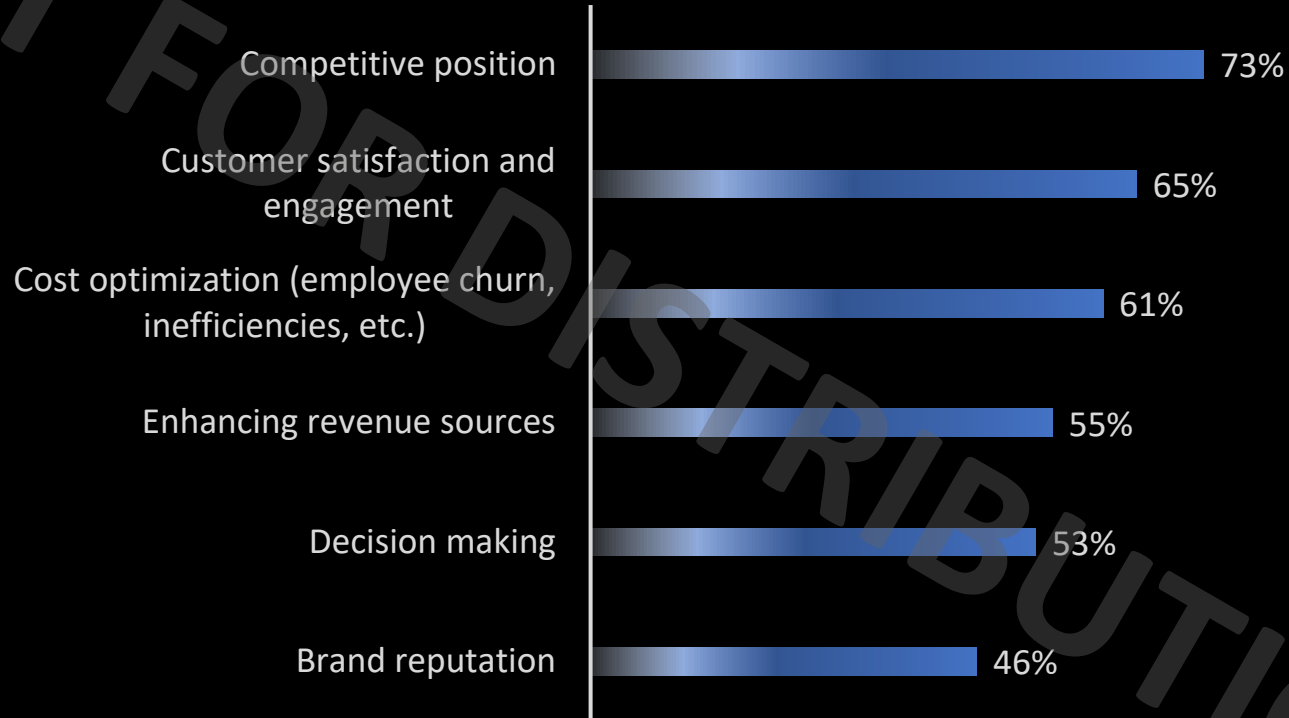 Competitive position
73%
Customer satisfaction and
engagement
65%
Cost optimization (employee churn,
inefficiencies, etc.)
61%
Enhancing revenue sources
55%
Decision making
53%
Brand reputation
46%
FOR DISTRIBUTIO